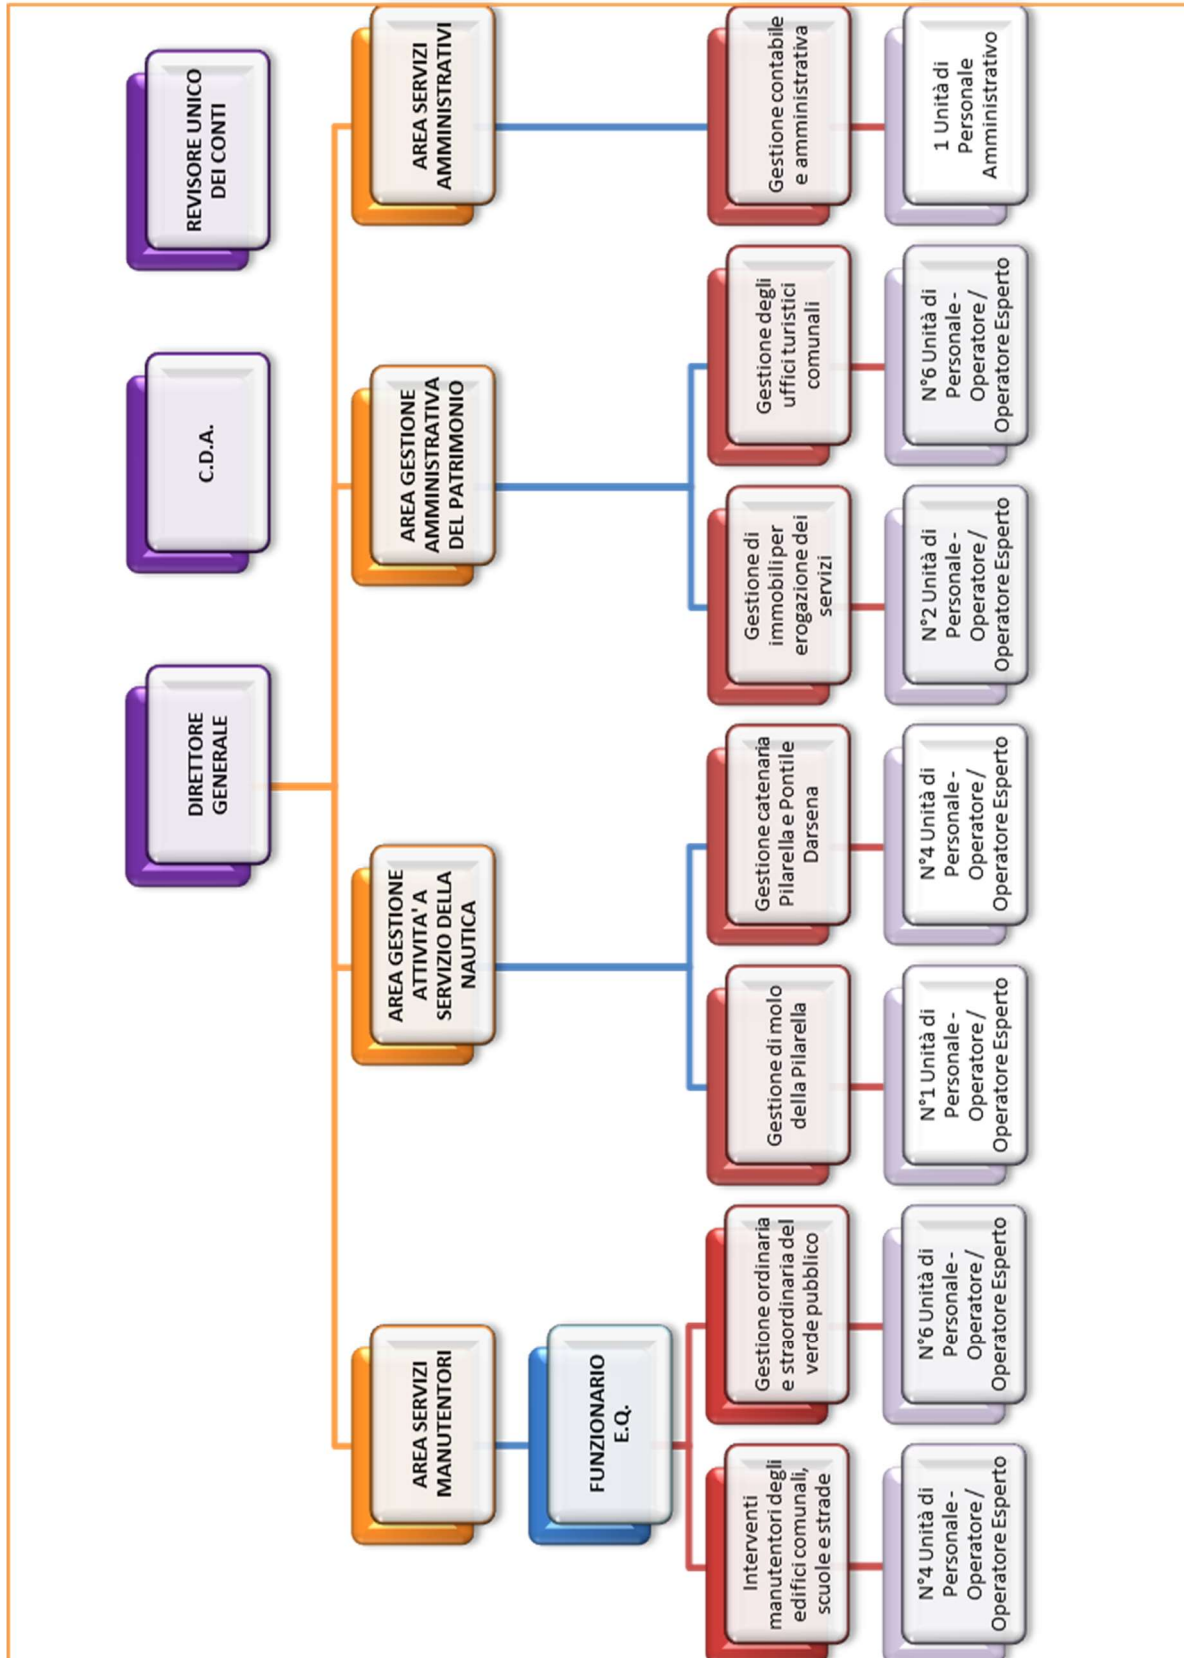 DIRETTORE
GENERALE
C.D.A.
REVISORE UNICO
DEI CONTI
AREA SERVIZI
MANUTENTORI
AREA GESTIONE
ATTIVITA' A
SERVIZIO DELLA
NAUTICA
AREA GESTIONE
AMMINISTRATIVA
DEL PATRIMONIO
AREA SERVIZI
AMMINISTRATIVI
FUNZIONARIO
E.Q.
Interventi
manutentori degli
edifici comunali,
scuole e strade
Gestione ordinaria
e straordinaria del
verde pubblico
Gestione di molo
della Pilarella
Gestione catenaria
Pilarella e Pontile
Darsena
Gestione di
immobili per
erogazione dei
servizi
Gestione degli
uffici turistici
comunali
Gestione contabile
e amministrativa
N°4 Unità di
Personale -
Operatore /
Operatore Esperto
N°6 Unità di
Personale -
Operatore /
Operatore Esperto
N°1 Unità di
Personale -
Operatore /
Operatore Esperto
N°4 Unità di
Personale -
Operatore /
Operatore Esperto
N°2 Unità di
Personale -
Operatore /
Operatore Esperto
N°6 Unità di
Personale -
Operatore /
Operatore Esperto
1 Unità di
Personale
Amministrativo